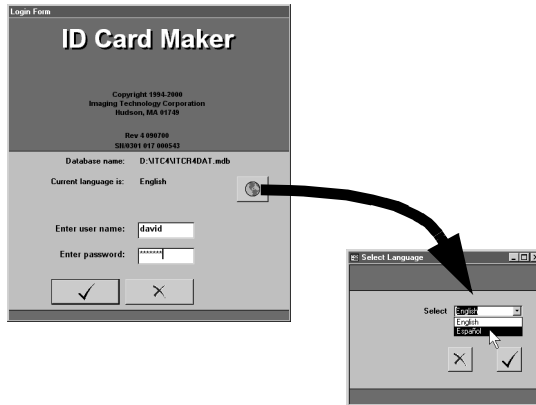 Login Form
ID Card Maker
Copyright 1994-2000
Imaging Technology Corporation
Hudson, MA 01749
Rev 4 090700
SH/0301 017 000543
Database name: D:\ITC4\ITCR4DAT.mdb
Current language is: English
Enter user name: david
Enter password: *******
Select Language
Select English
English
Español